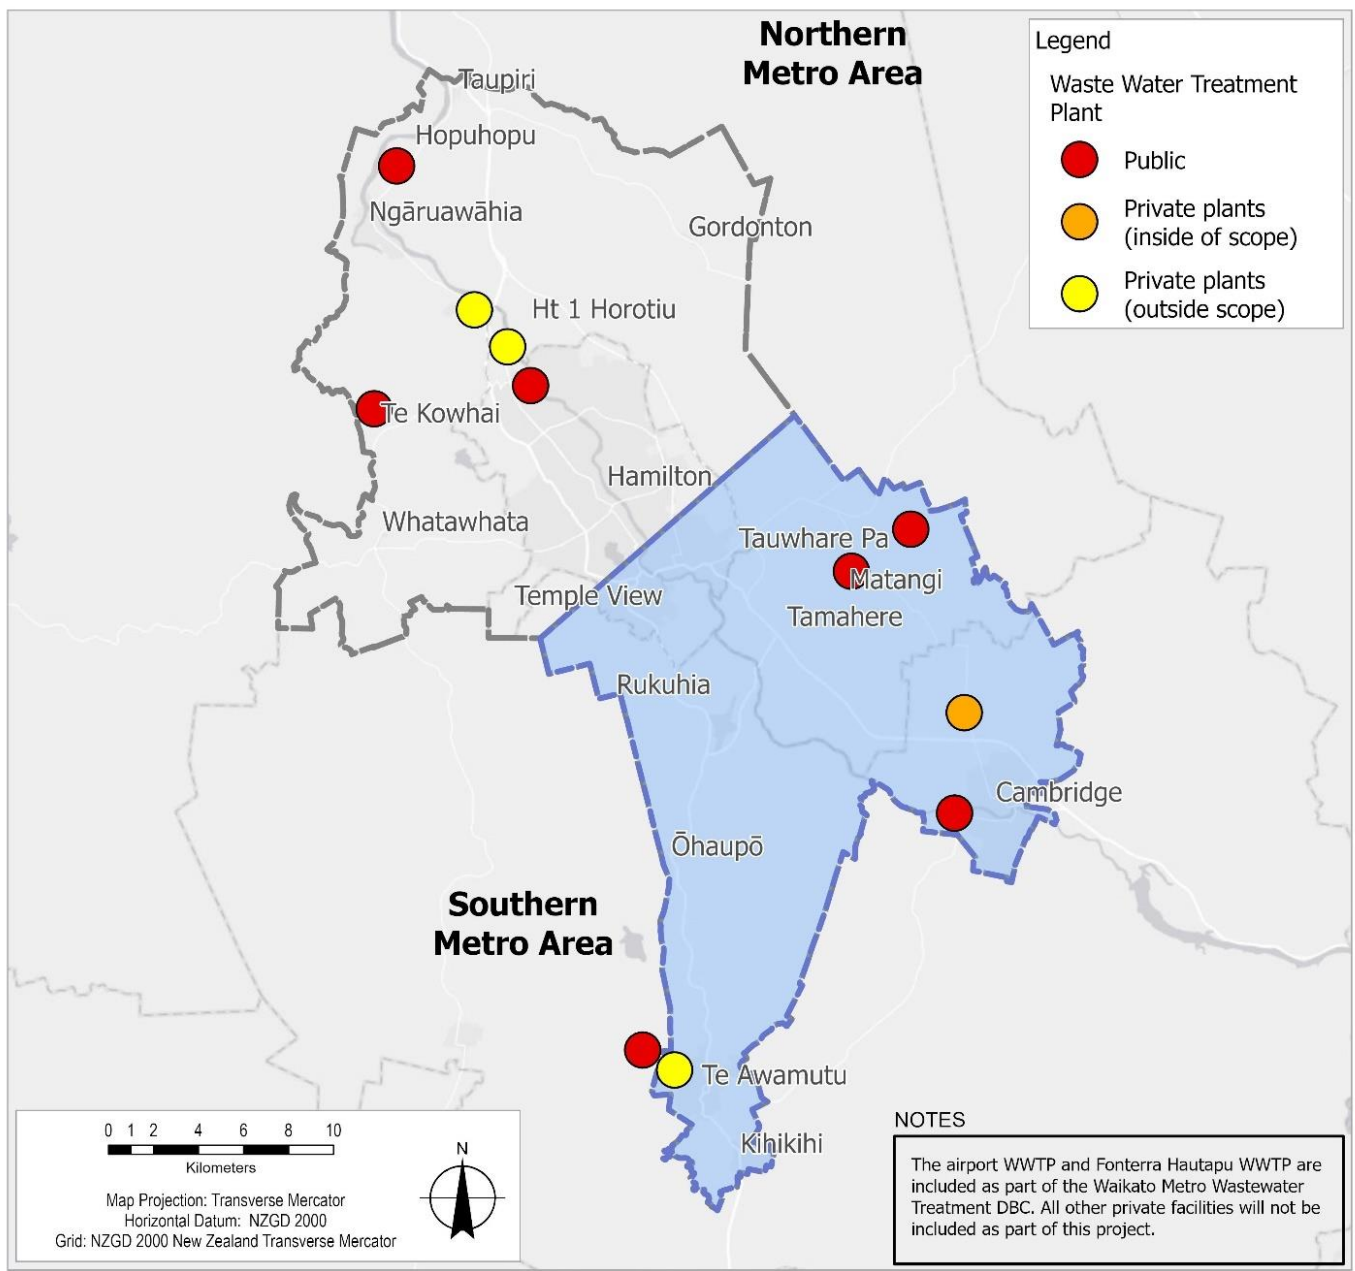 Northern
Metro Area
Legend
Waste Water Treatment
Plant
Public
Private plants
(inside of scope)
Private plants
(outside scope)
Taupiri
Hopuhopu
Ngāruawāhia
Gordonton
Ht 1 Horotiu
Te Kowhai
Hamilton
Whatawhata
Tauwhare Pa
Matangi
Temple View
Tamahere
Rukuhia
Cambridge
Ōhaupō
Southern
Metro Area
Te Awamutu
Kihikihi
0 1 2 4 6 8 10
Kilometers
N
Map Projection: Transverse Mercator
Horizontal Datum: NZGD 2000
Grid: NZGD 2000 New Zealand Transverse Mercator
NOTES
The airport WWTP and Fonterra Hautapu WWTP are
included as part of the Waikato Metro Wastewater
Treatment DBC. All other private facilities will not be
included as part of this project.